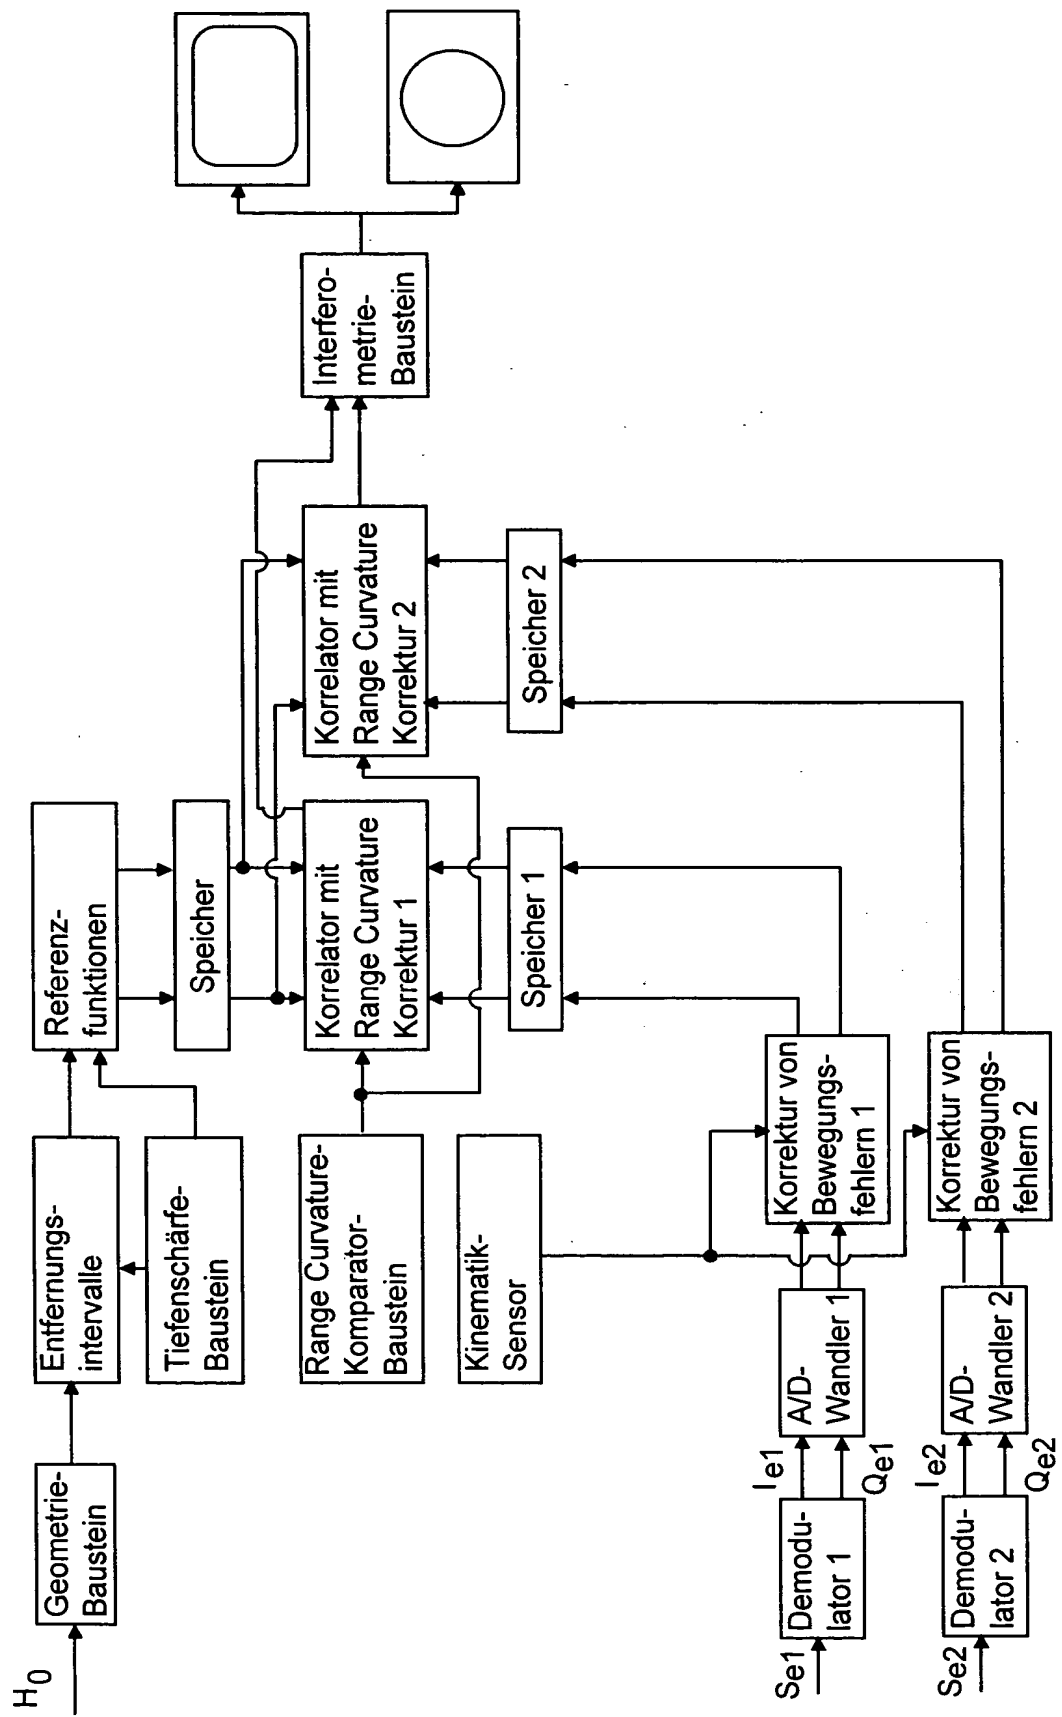 H0
Geometrie-
Baustein
Entfernungs-
intervalle
Tiefenschärfe-
Baustein
Referenz-
funktionen
Speicher
Range Curvature-
Komparator-
Baustein
Korrelator mit
Range Curvature
Korrektur 1
Korrelator mit
Range Curvature
Korrektur 2
Interfero-
metrie-
Baustein
Kinematik-
Sensor
Speicher 1
Speicher 2
Se1
Demodu-
lator 1
Ie1
Qe1
A/D-
Wandler 1
Korrektur von
Bewegungs-
fehlern 1
Se2
Demodu-
lator 2
Ie2
Qe2
A/D-
Wandler 2
Korrektur von
Bewegungs-
fehlern 2